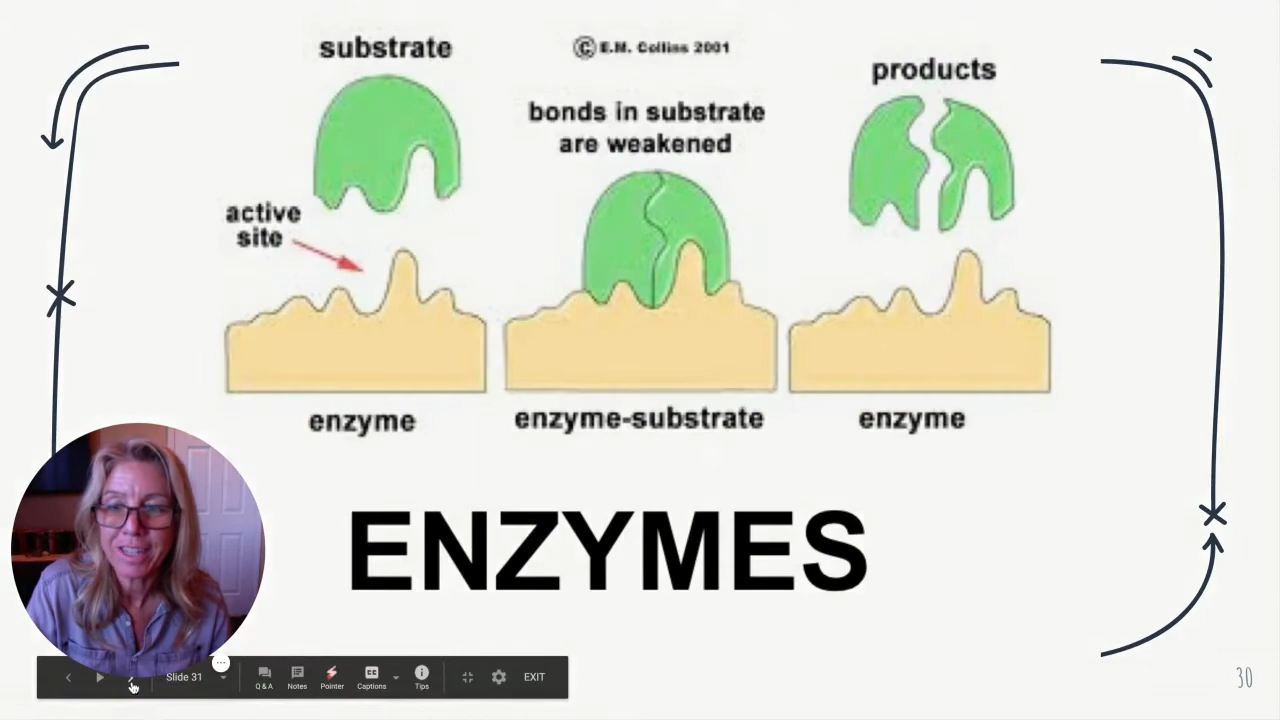 substrate
© E.M. Collins 2001
products
bonds in substrate
are weakened
active
site
enzyme
enzyme-substrate
enzyme
ENZYMES
Slide 31
Q & A
Notes
Pointer
CC
Captions
Tips
EXIT
30